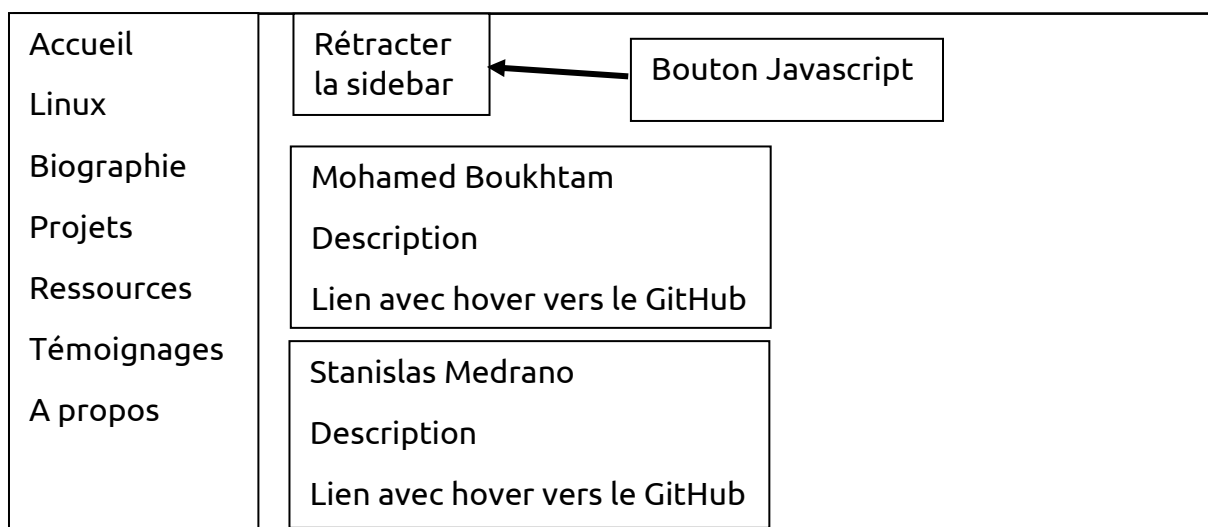 Accueil
Linux
Biographie
Projets
Ressources
Témoignages
A propos
Rétracter
la sidebar
Bouton Javascript
Mohamed Boukhtam
Description
Lien avec hover vers le GitHub
Stanislas Medrano
Description
Lien avec hover vers le GitHub